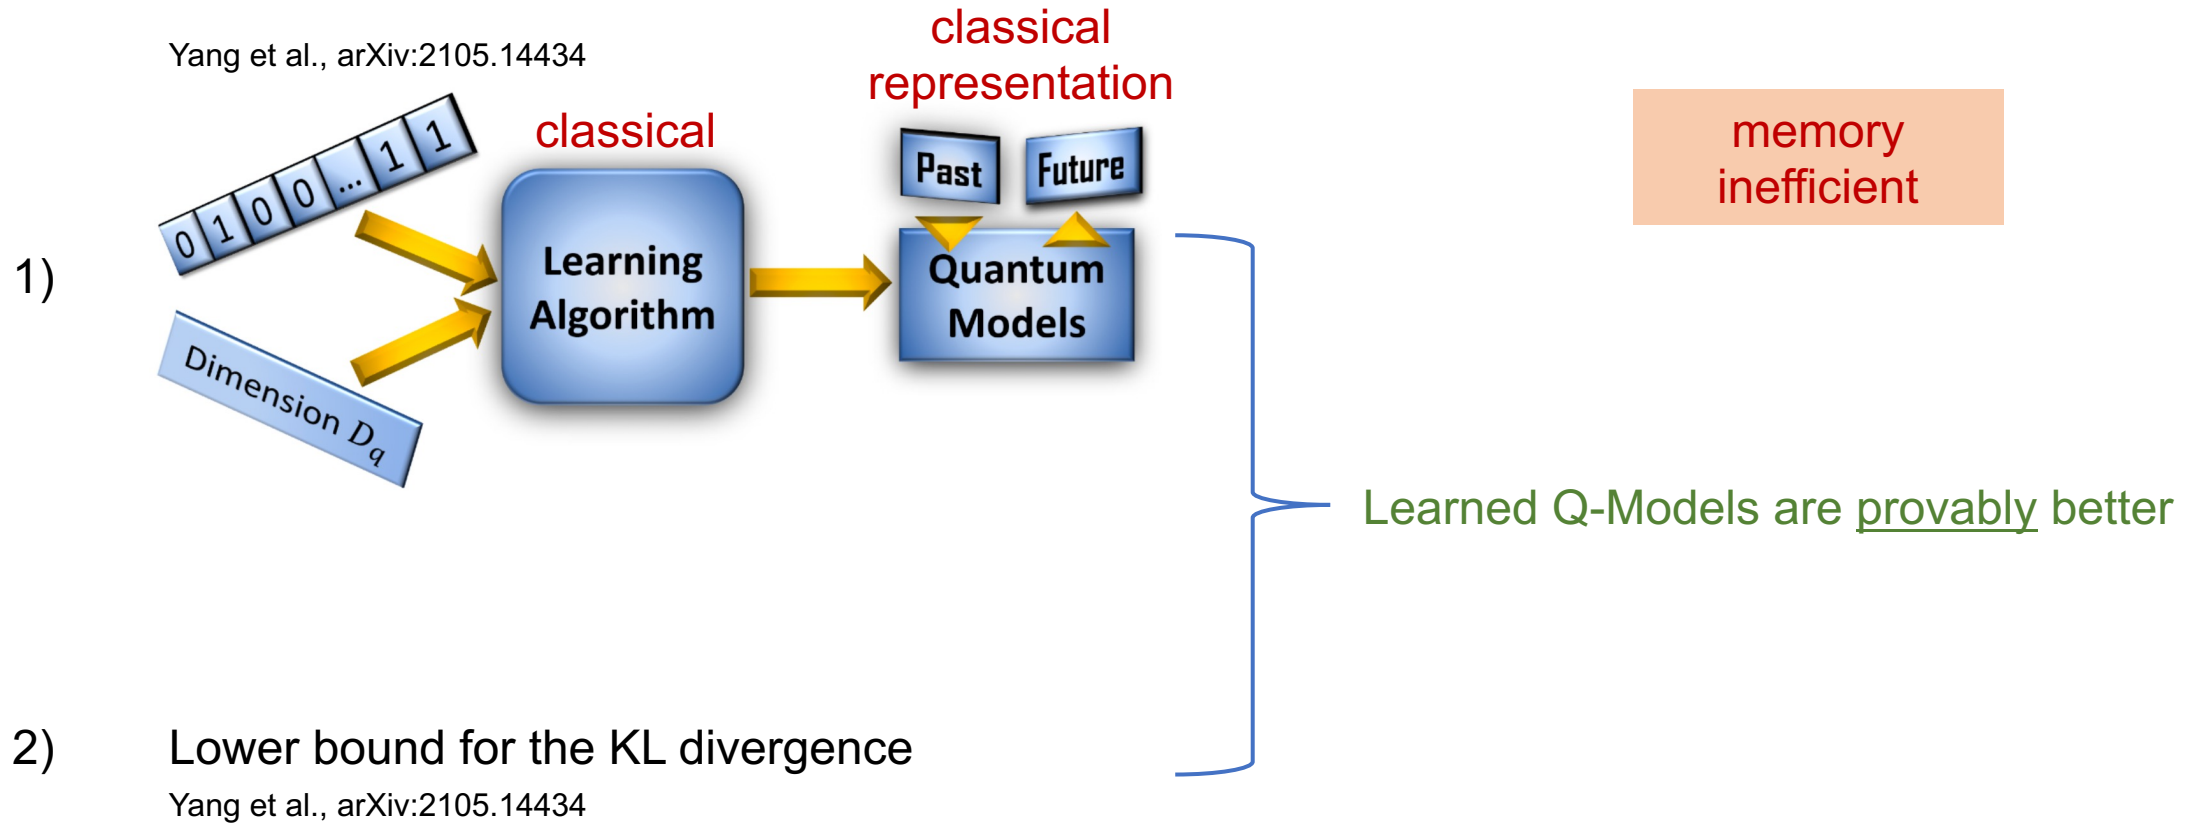 Yang et al., arXiv:2105.14434
classical
representation
classical
memory
inefficient
0 1 0 0 ... 1 1
Past
Future
1)
Learning
Algorithm
Quantum
Models
Dimension D_q
Learned Q-Models are provably better
2) Lower bound for the KL divergence
Yang et al., arXiv:2105.14434